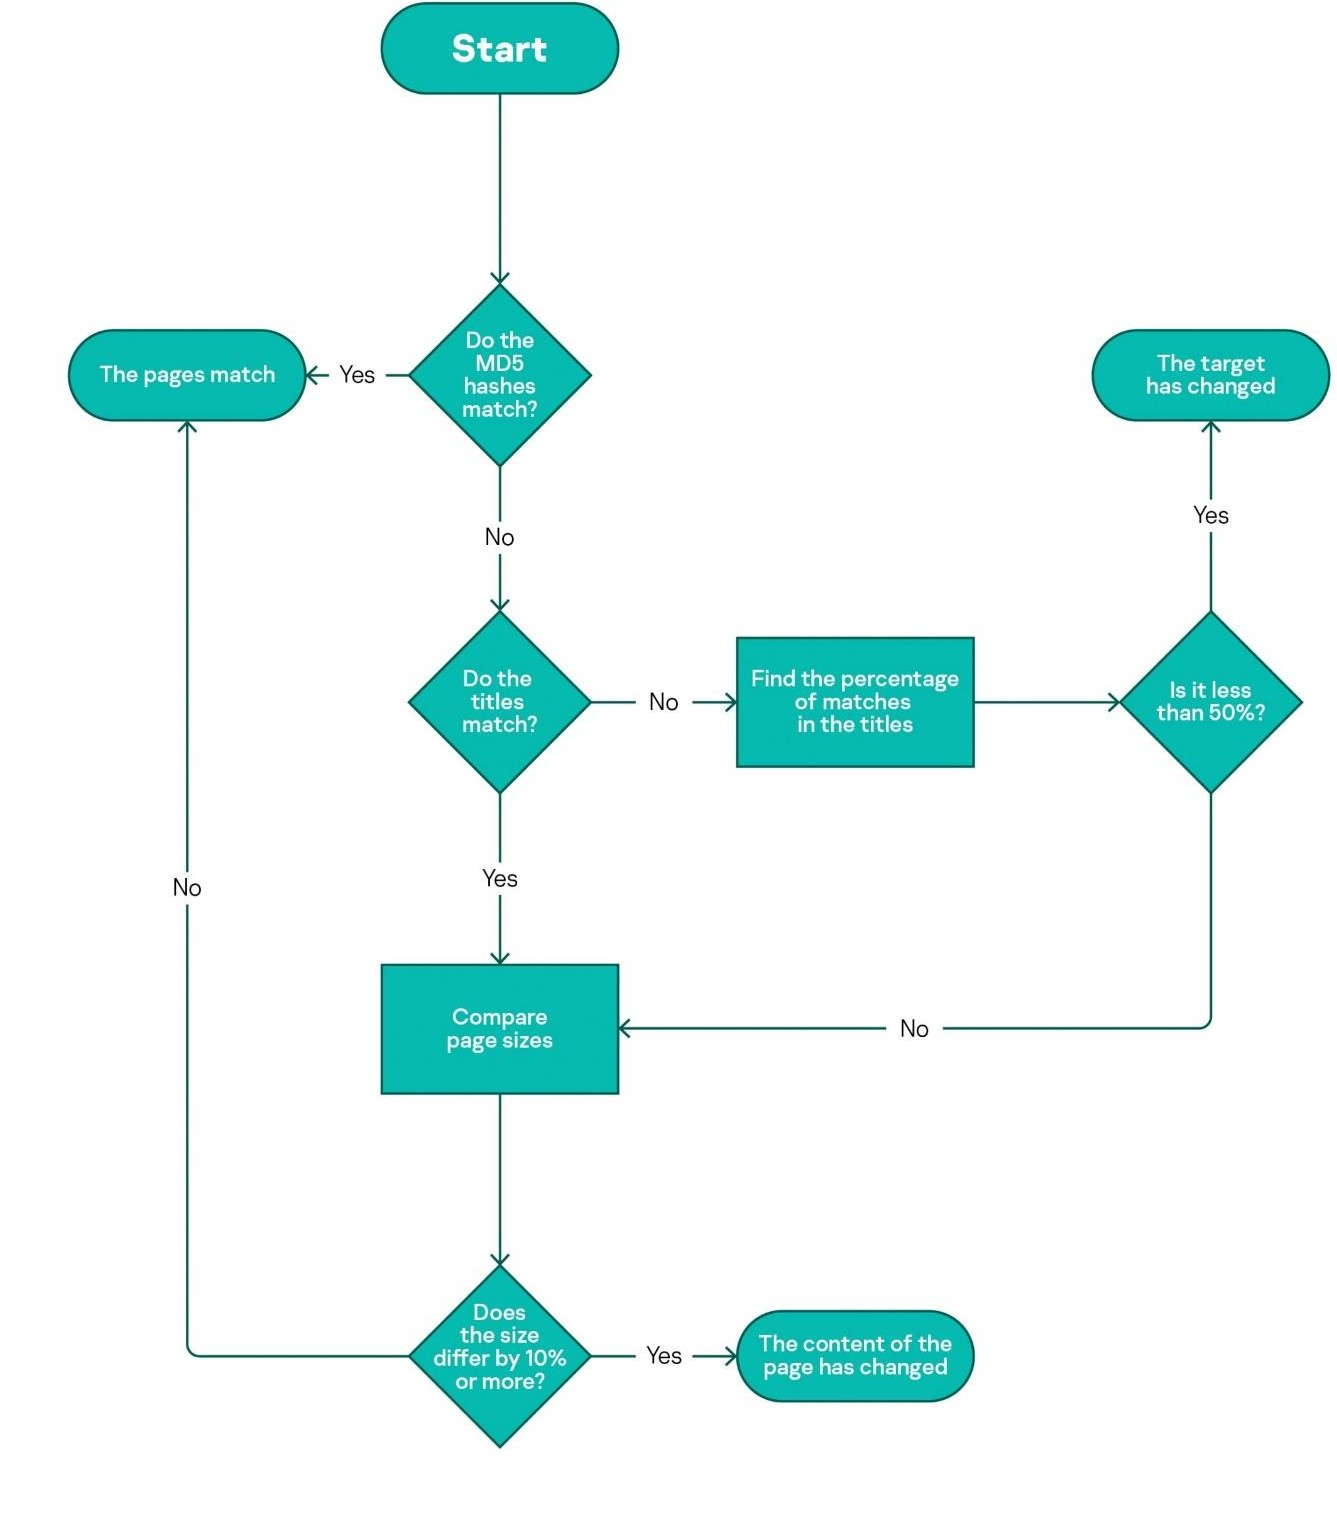 Start
Do the
MD5
hashes
match?
Yes
The pages match
The target
has changed
No
Yes
Do the
titles
match?
No
Find the percentage
of matches
in the titles
Is it less
than 50%?
Yes
No
Compare
page sizes
No
Does
the size
differ by 10%
or more?
Yes
The content of the
page has changed